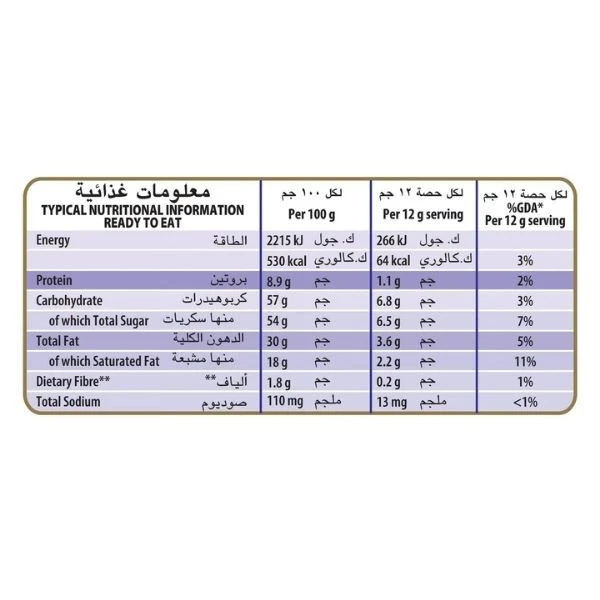 معلومات غذائية لكل ١٠٠ جم لكل حصة ١٢ جم لكل حصة ١٢ جم
TYPICAL NUTRITIONAL INFORMATION Per 100 g Per 12 g serving %GDA*
READY TO EAT Per 12 g serving
Energy الطاقة 2215 kJ ك. جول 266 kJ ك. جول
530 kcal ك.كالوري 64 kcal ك.كالوري 3%
Protein بروتين 8.9 g جم 1.1 g جم 2%
Carbohydrate كربوهيدرات 57 g جم 6.8 g جم 3%
of which Total Sugar منها سكريات 54 g جم 6.5 g جم 7%
Total Fat الدهون الكلية 30 g جم 3.6 g جم 5%
of which Saturated Fat منها مشبعة 18 g جم 2.2 g جم 11%
Dietary Fibre** ألياف** 1.8 g جم 0.2 g جم 1%
Total Sodium صوديوم 110 mg ملجم 13 mg ملجم <1%